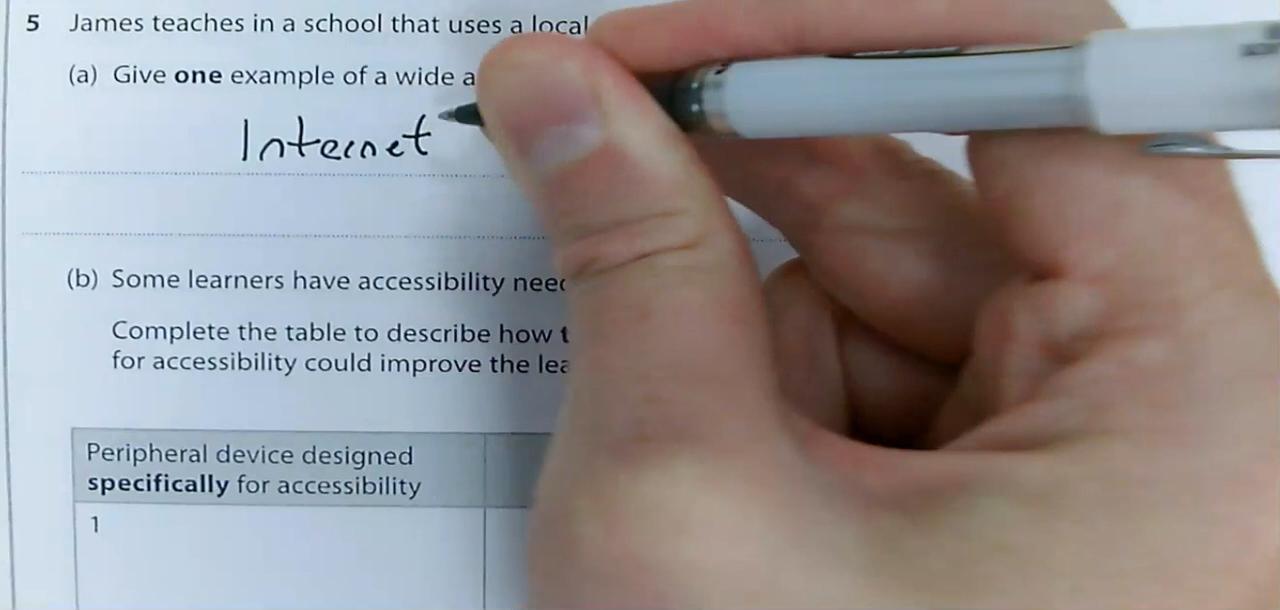 5 James teaches in a school that uses a local
(a) Give one example of a wide a
Internet
(b) Some learners have accessibility need
Complete the table to describe how t
for accessibility could improve the lea
Peripheral device designed
specifically for accessibility
1